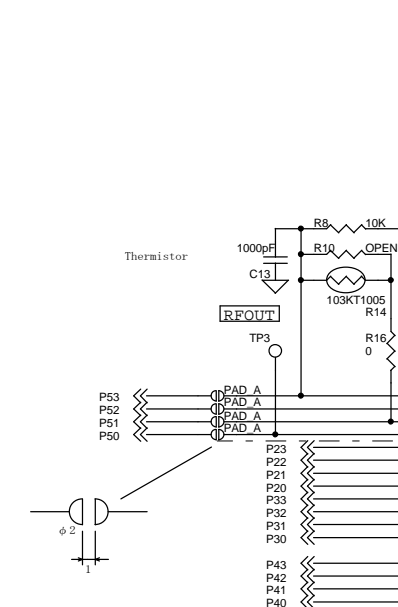 R8 10K
1000pF R10 OPEN
Thermistor
C13
103KT1005
R14
RFOUT
TP3 R16
0
P53 PAD_A
P52 PAD_A
P51 PAD_A
P50 PAD_A
P23
P22
P21
P20
P33
P32
P31
P30
φ2
1
P43
P42
P41
P40